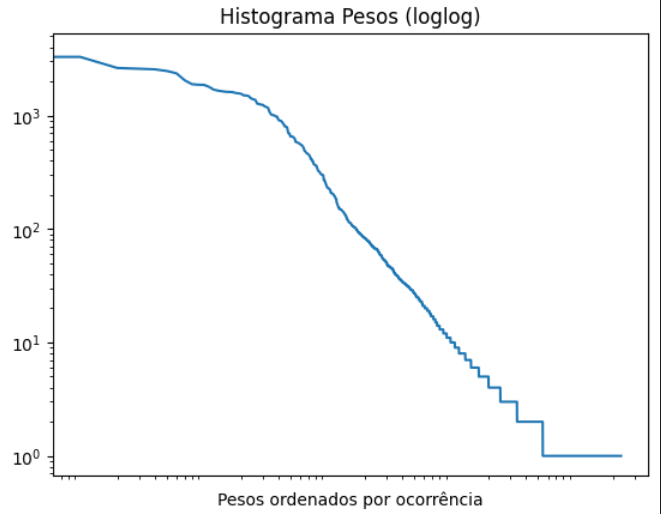 Histograma Pesos (loglog)
10³
10²
10¹
10⁰
Pesos ordenados por ocorrência